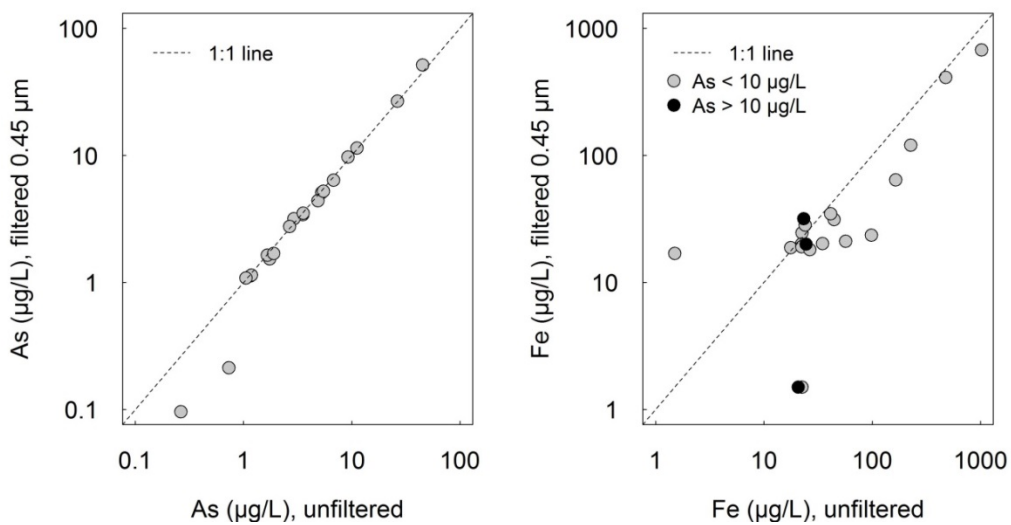 As (µg/L), filtered 0.45 µm
100
10
1
0.1
1:1 line
0.1 1 10 100
As (µg/L), unfiltered
Fe (µg/L), filtered 0.45 µm
1000
100
10
1
1:1 line
As < 10 µg/L
As > 10 µg/L
1 10 100 1000
Fe (µg/L), unfiltered